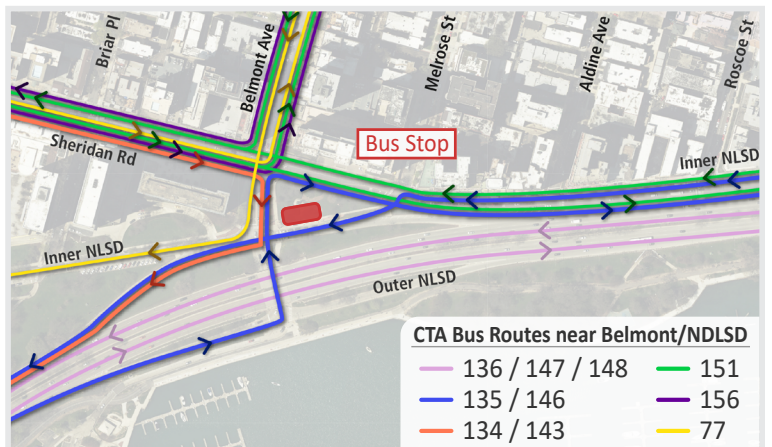 Briar Pl
Belmont Ave
Melrose St
Aldine Ave
Roscoe St
Bus Stop
Sheridan Rd
Inner NLSD
Inner NLSD
Outer NLSD
CTA Bus Routes near Belmont/NDLSD
136 / 147 / 148
151
135 / 146
156
134 / 143
77